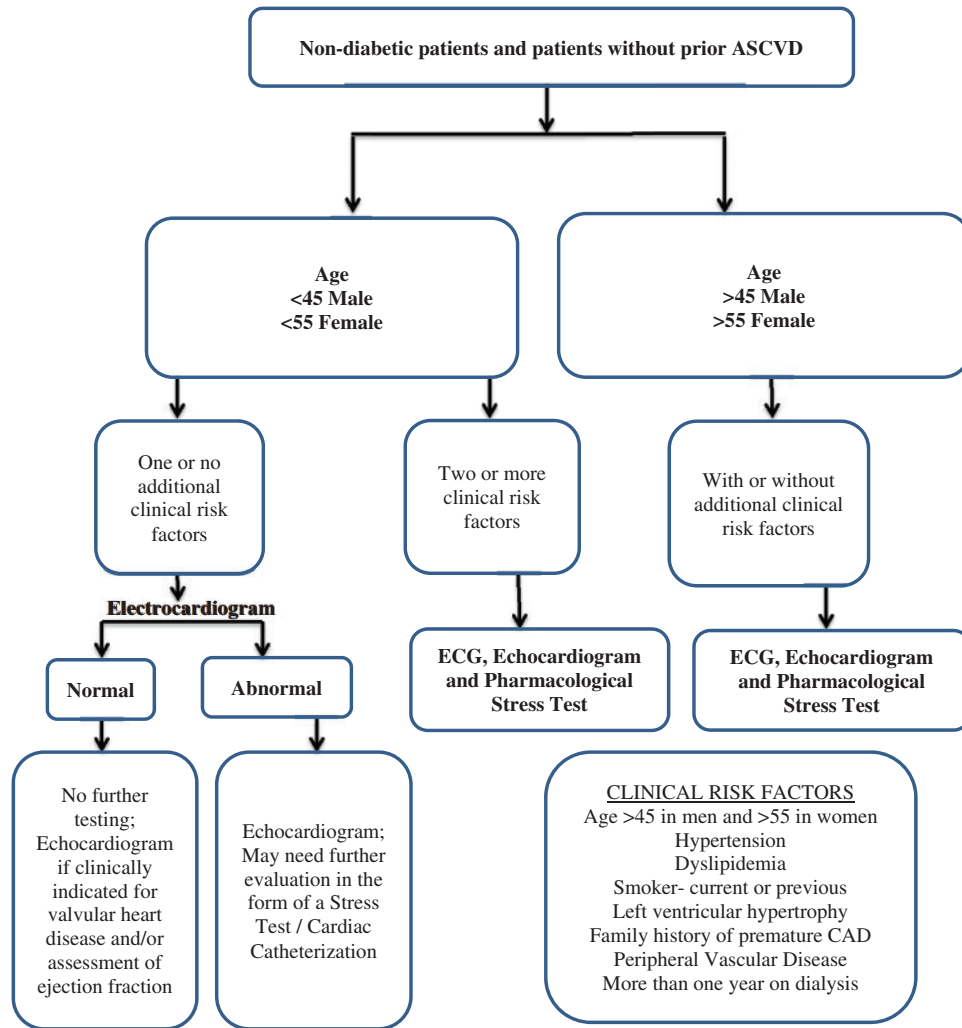 Non-diabetic patients and patients without prior ASCVD
Age
<45 Male
<55 Female
Age
>45 Male
>55 Female
One or no
additional
clinical risk
factors
Two or more
clinical risk
factors
With or without
additional clinical
risk factors
Electrocardiogram
Normal
Abnormal
ECG, Echocardiogram
and Pharmacological
Stress Test
ECG, Echocardiogram
and Pharmacological
Stress Test
No further
testing;
Echocardiogram
if clinically
indicated for
valvular heart
disease and/or
assessment of
ejection fraction
Echocardiogram;
May need further
evaluation in the
form of a Stress
Test / Cardiac
Catheterization
CLINICAL RISK FACTORS
Age >45 in men and >55 in women
Hypertension
Dyslipidemia
Smoker- current or previous
Left ventricular hypertrophy
Family history of premature CAD
Peripheral Vascular Disease
More than one year on dialysis